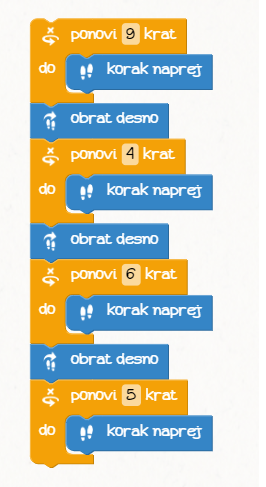 ponovi 9 krat
do korak naprej
obrat desno
ponovi 4 krat
do korak naprej
obrat desno
ponovi 6 krat
do korak naprej
obrat desno
ponovi 5 krat
do korak naprej